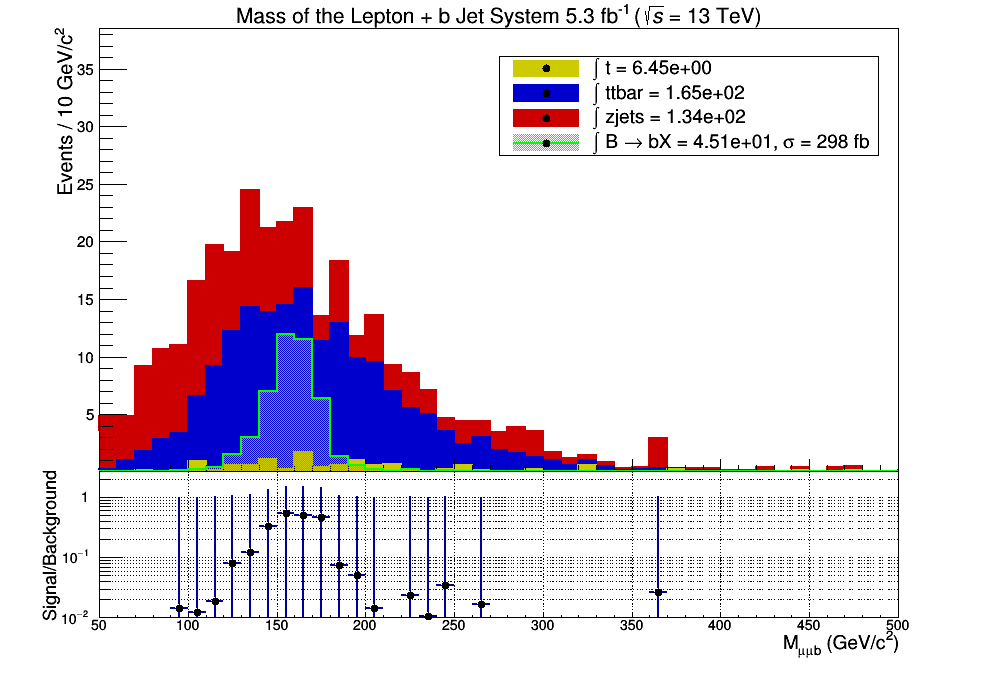 Mass of the Lepton + b Jet System 5.3 fb⁻¹ (√s = 13 TeV)
Events / 10 GeV/c²
35
30
25
20
15
10
5
∫ t = 6.45e+00
∫ ttbar = 1.65e+02
∫ zjets = 1.34e+02
∫ B → bX = 4.51e+01, σ = 298 fb
Signal/Background
1
10⁻¹
10⁻²
50 100 150 200 250 300 350 400 450 500
M_μμb (GeV/c²)